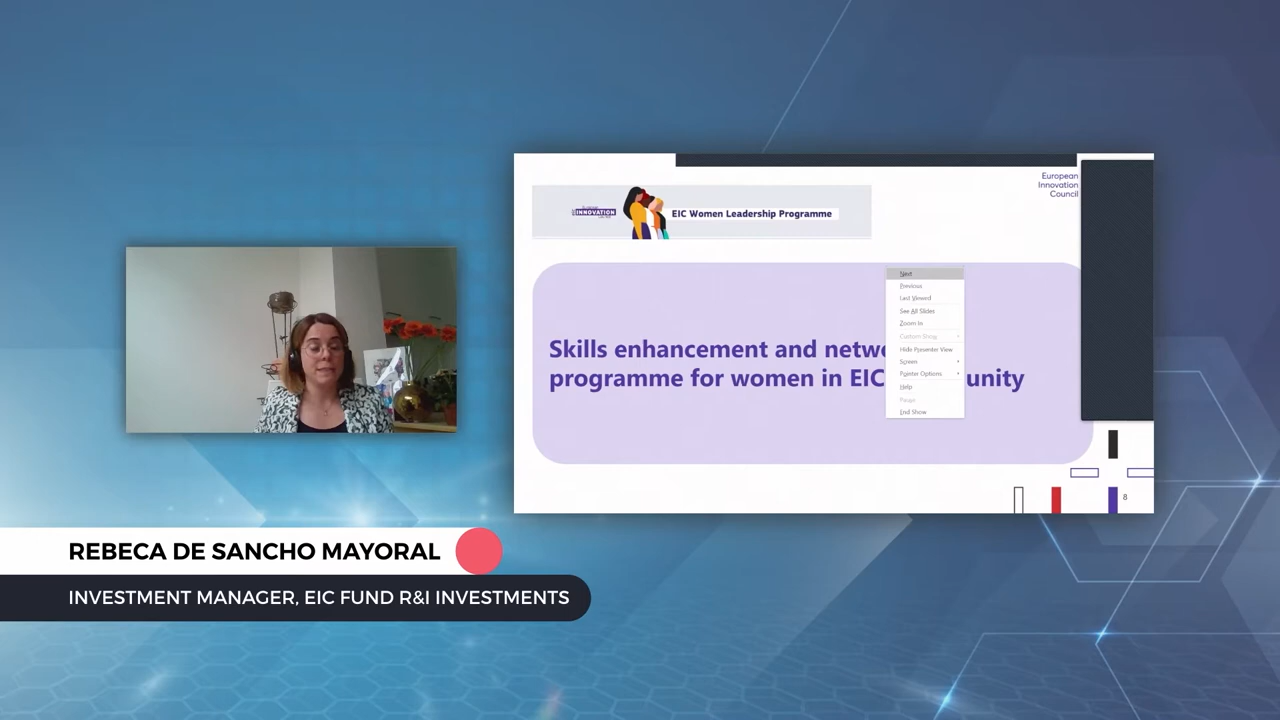 European
Innovation
Council
INNOVATION
EIC Women Leadership Programme
Skills enhancement and netw
programme for women in EIC unity
Next
Previous
Last Viewed
See All Slides
Zoom In
Custom Show
Hide Presenter View
Screen
Pointer Options
Help
Pause
End Show
8
REBECA DE SANCHO MAYORAL
INVESTMENT MANAGER, EIC FUND R&I INVESTMENTS